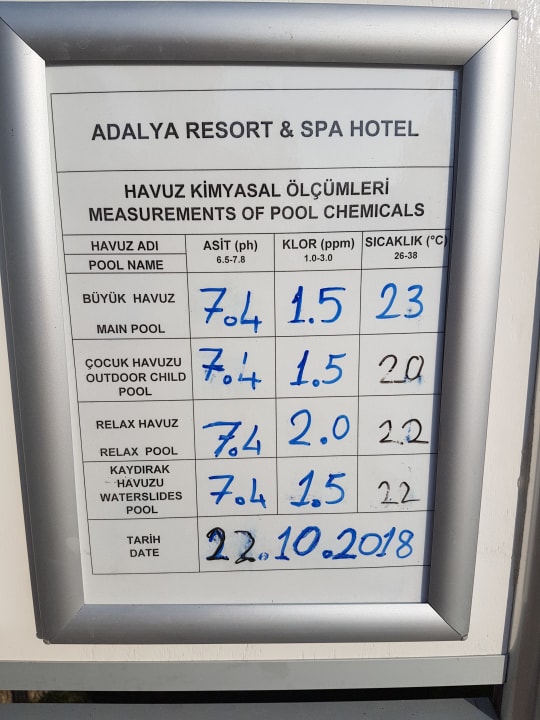 ADALYA RESORT & SPA HOTEL
HAVUZ KİMYASAL ÖLÇÜMLERİ
MEASUREMENTS OF POOL CHEMICALS
HAVUZ ADI
POOL NAME
ASİT (ph)
6.5-7.8
KLOR (ppm)
1.0-3.0
SICAKLIK (°C)
26-38
BÜYÜK HAVUZ
MAIN POOL
7.4 1.5 23
ÇOCUK HAVUZU
OUTDOOR CHILD
POOL
7.4 1.5 20
RELAX HAVUZ
RELAX POOL
7.4 2.0 22
KAYDIRAK
HAVUZU
WATERSLIDES
POOL
7.4 1.5 22
TARİH
DATE
22.10.2018